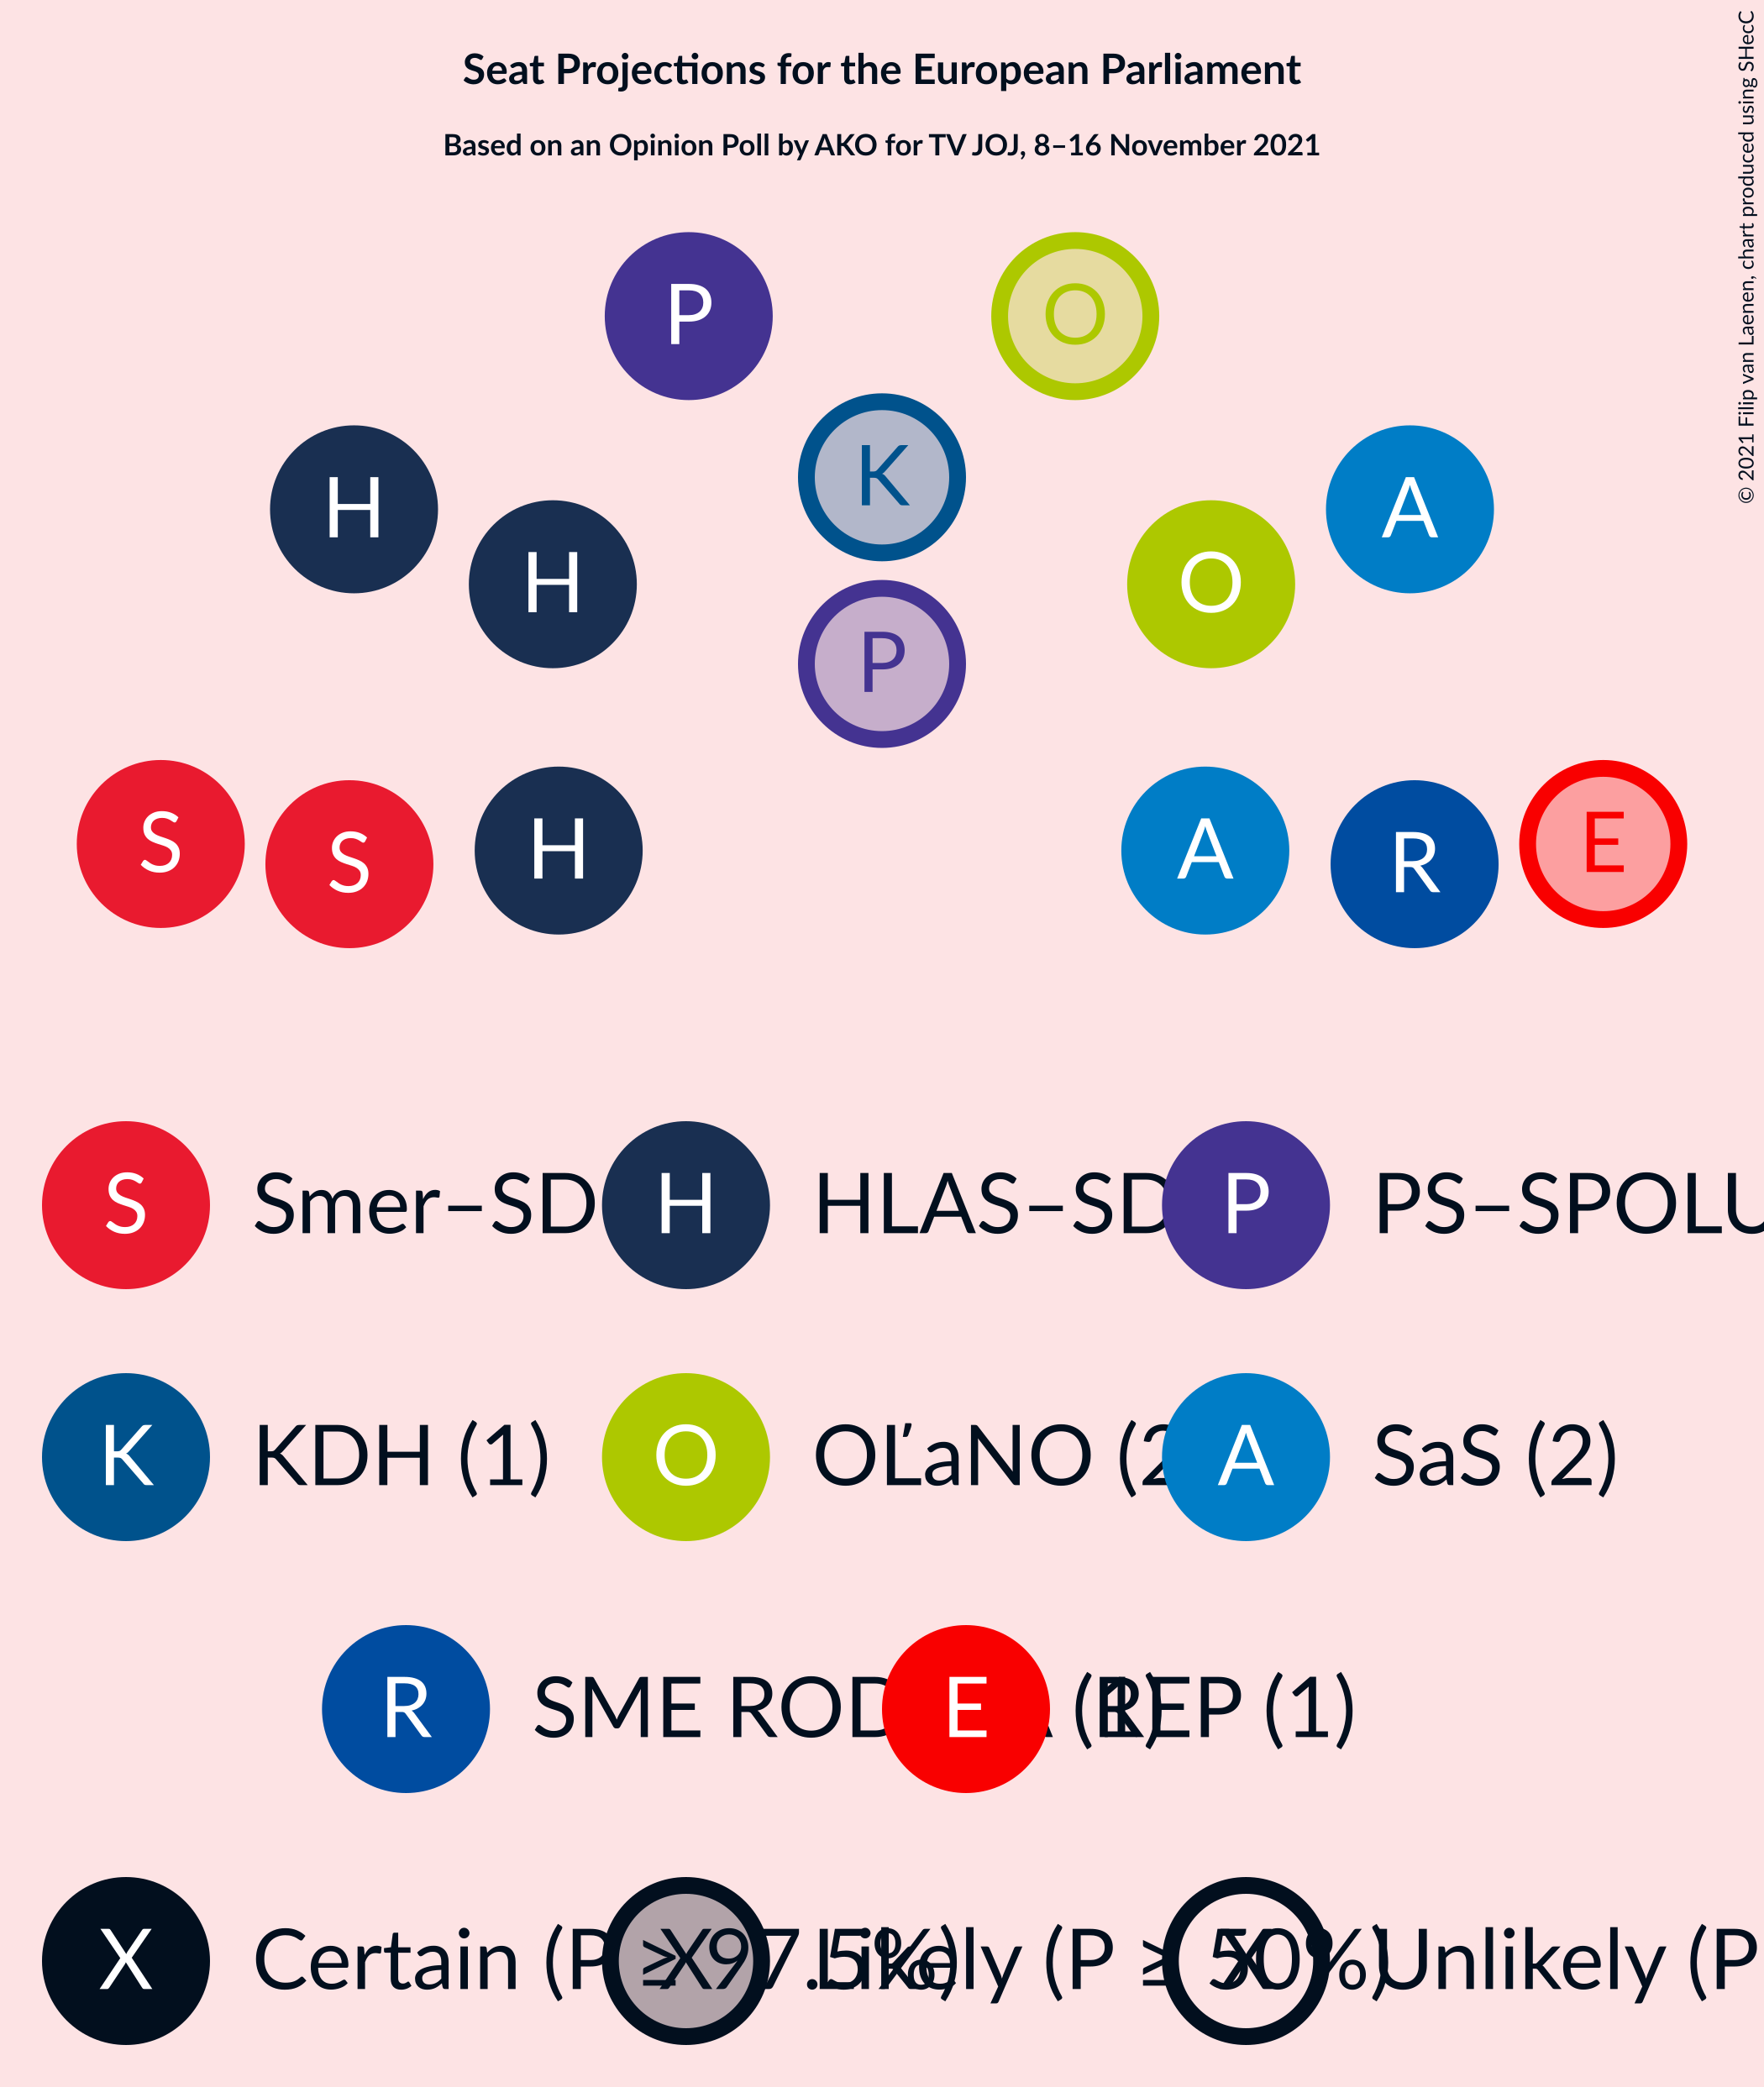 Seat Projections for the European Parliament
Based on an Opinion Poll by AKO for TV JOJ, 8–16 November 2021
© 2021 Filip van Laenen, chart produced using SHecC
P O
K
H A
H O
P
S E
S R
H A
S Smer–SD H HLAS–SD P PS–SPOLU
K KDH (1) O OĽaNO (2 A SaS (2)
R SME E REP (1)
X Certain (P ≥ 97.5%) X Likely (P ≥ 50%) X Unlikely (P